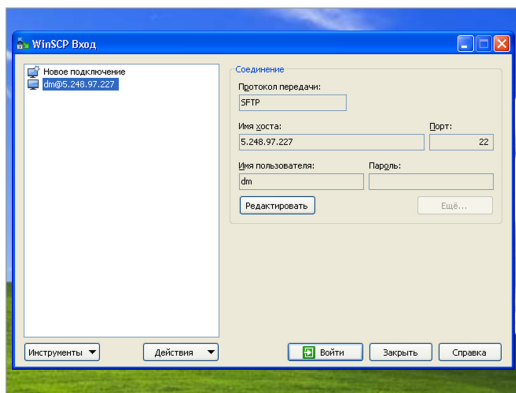 WinSCP Вход
Новое подключение
dm@5.248.97.227
Соединение
Протокол передачи:
SFTP
Имя хоста:
Порт:
5.248.97.227
22
Имя пользователя:
Пароль:
dm
Редактировать
Ещё...
Инструменты
Действия
Войти
Закрыть
Справка